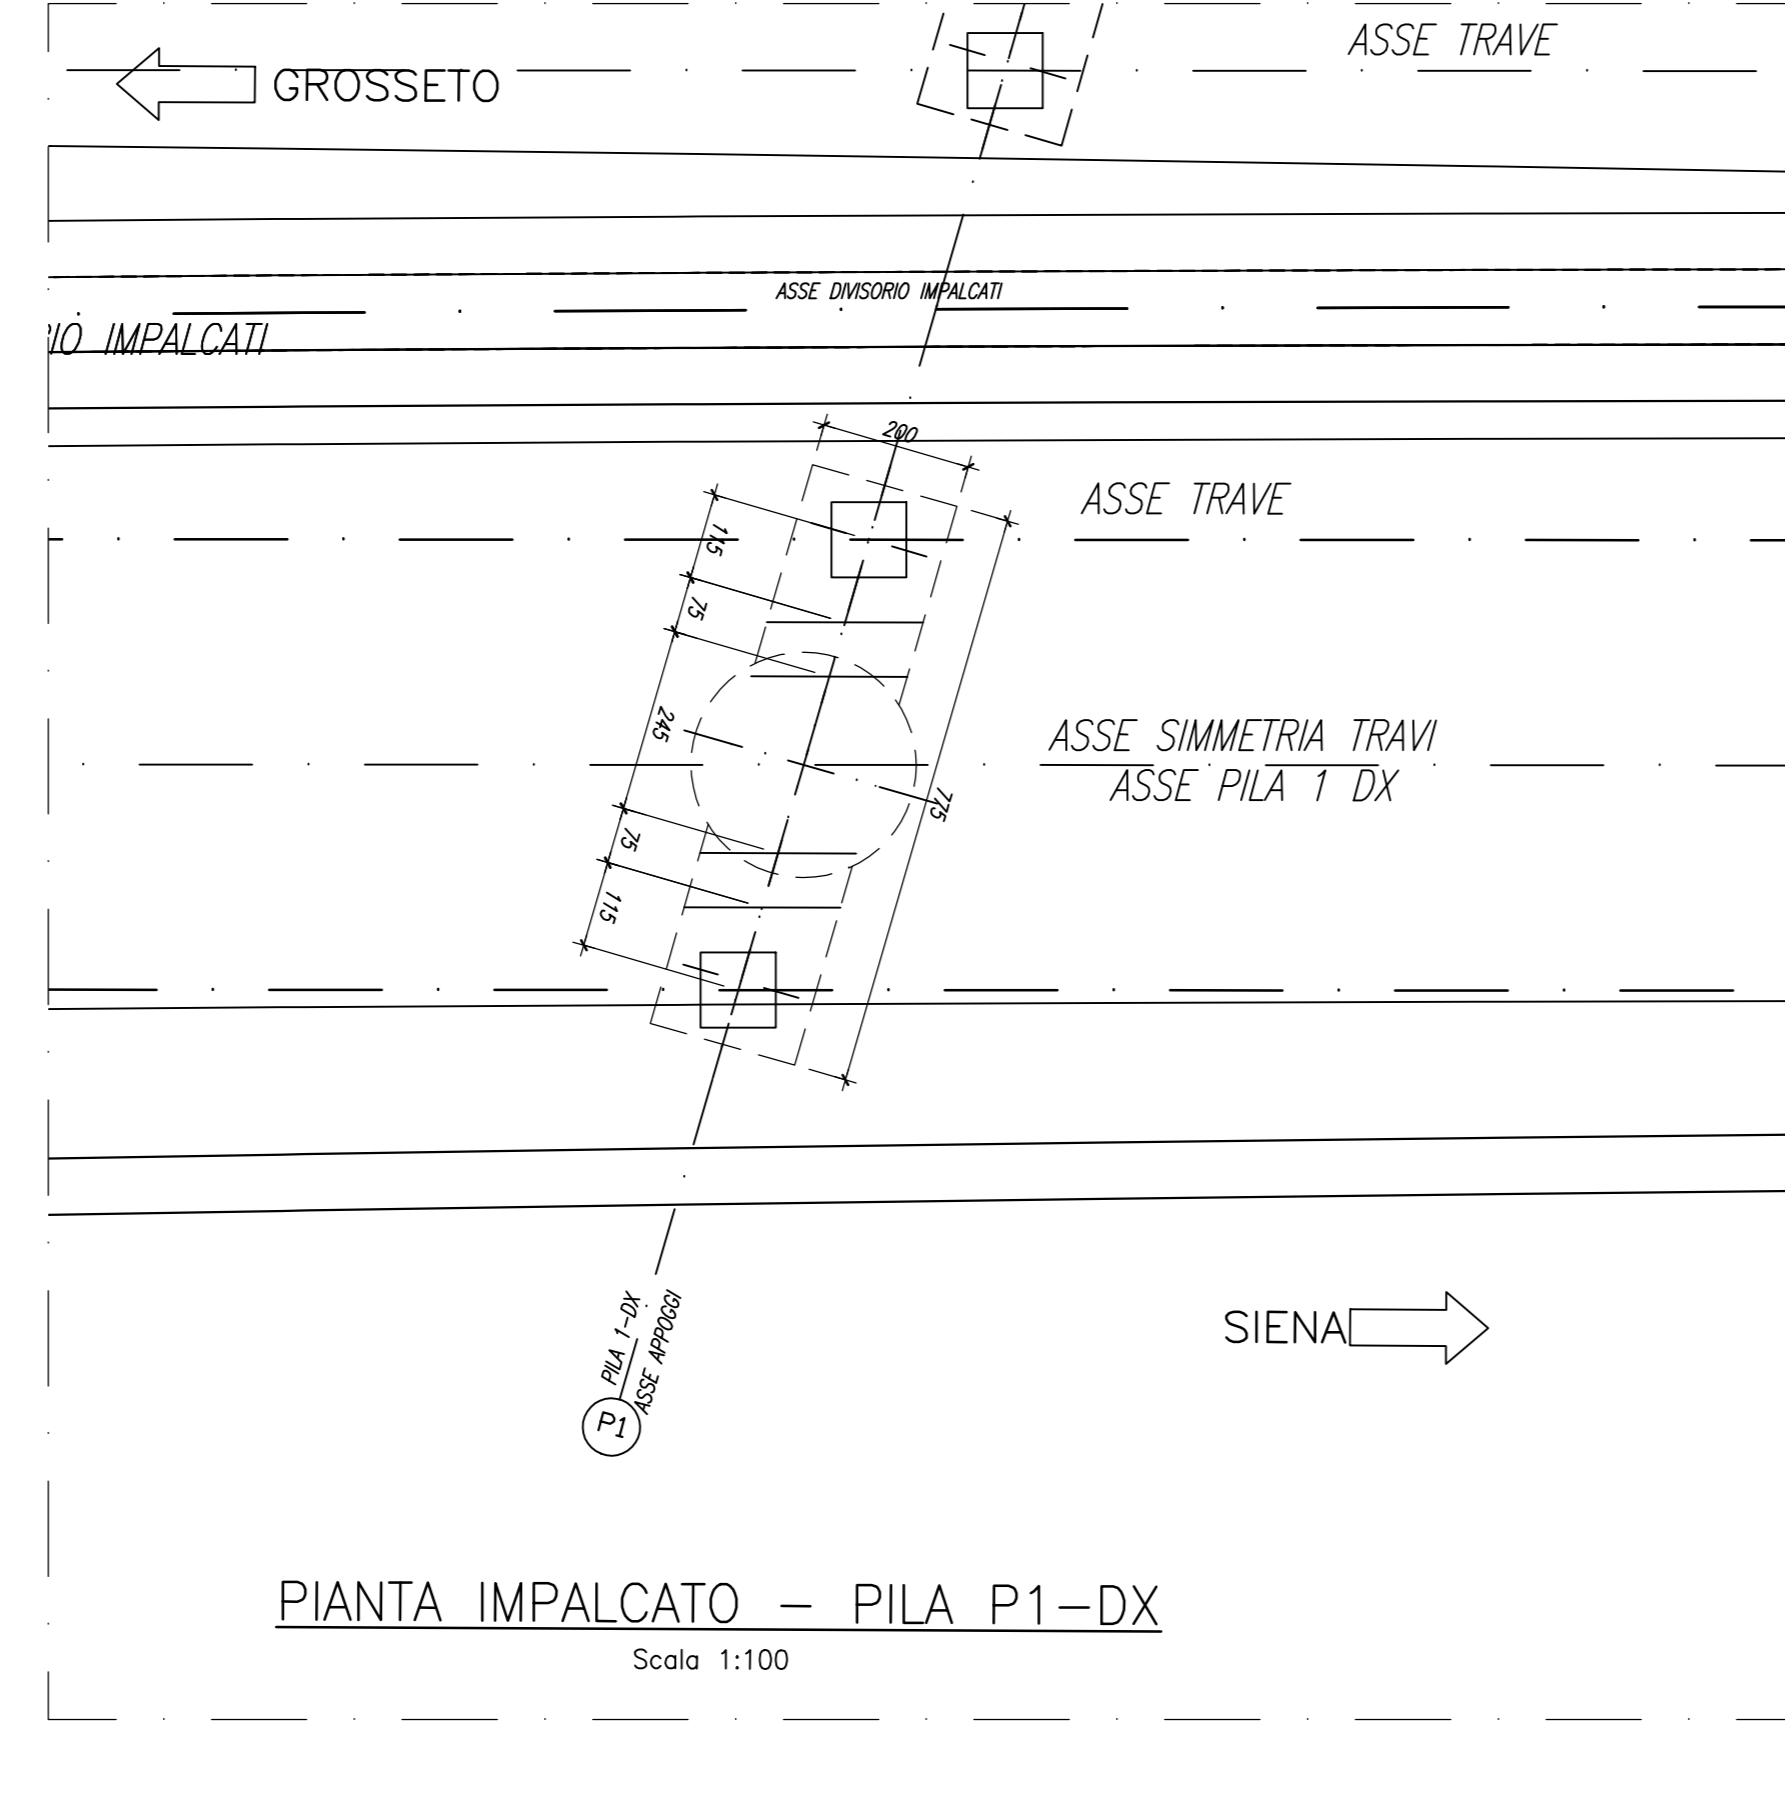 ASSE TRAVE
GROSSETO
ASSE DIVISORIO IMPALCATI
IO IMPALCATI
200
ASSE TRAVE
115
75
245
ASSE SIMMETRIA TRAVI
ASSE PILA 1 DX
775
75
115
SIENA
PILA 1-DX
ASSE APPOGGI
P1
PIANTA IMPALCATO - PILA P1-DX
Scala 1:100